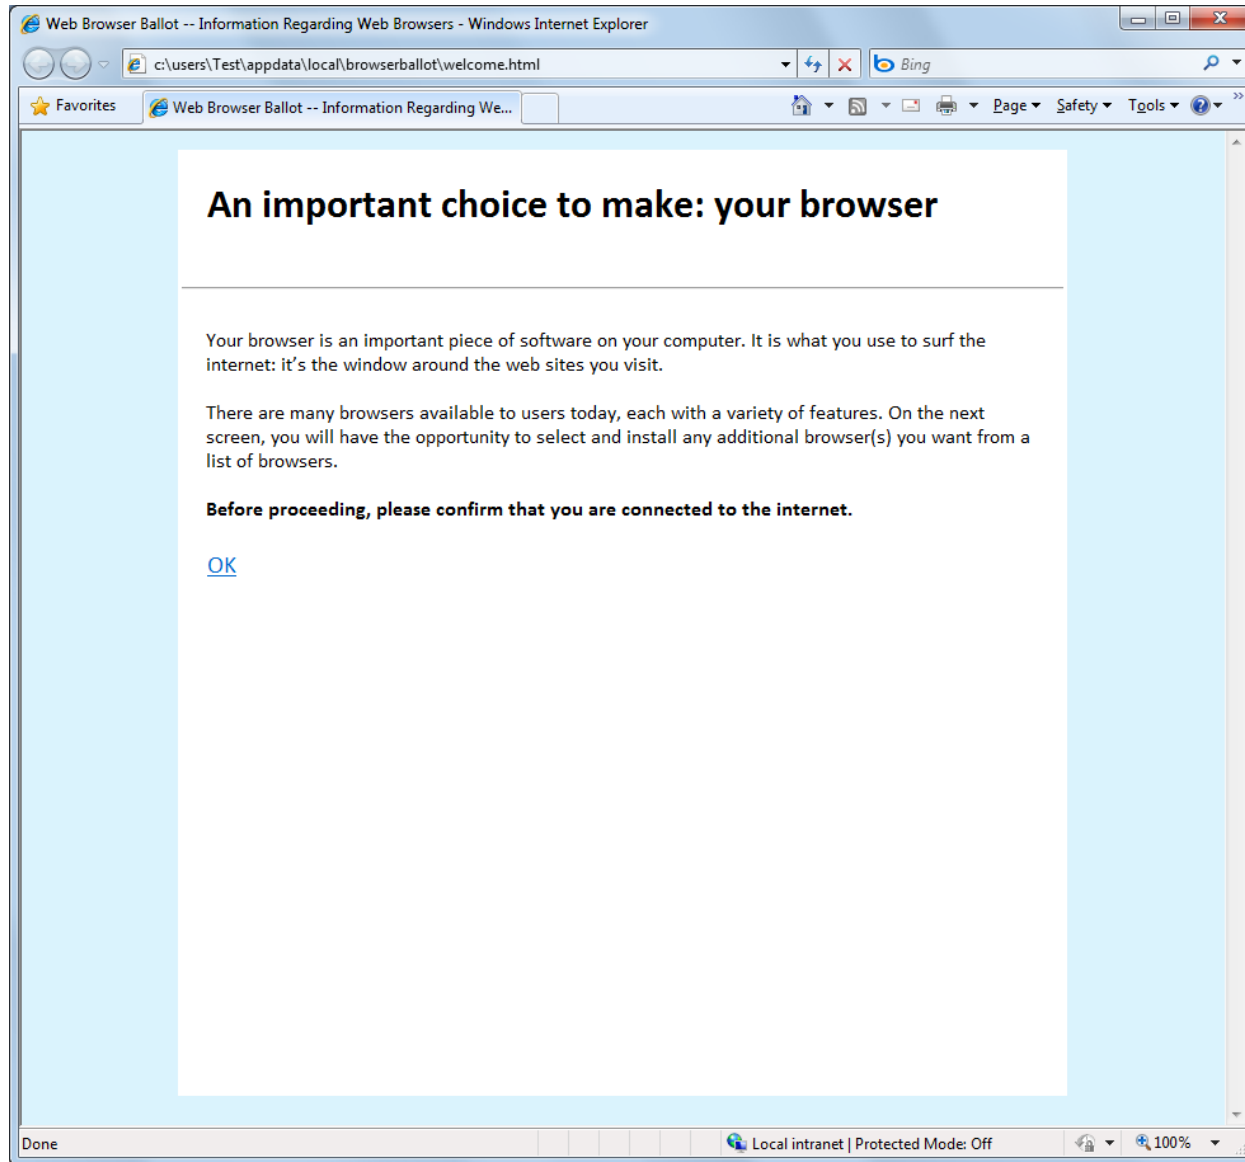 Web Browser Ballot -- Information Regarding Web Browsers - Windows Internet Explorer
c:\users\Test\appdata\local\browserballot\welcome.html
Bing
Favorites
Web Browser Ballot -- Information Regarding We...
Page
Safety
Tools
An important choice to make: your browser
Your browser is an important piece of software on your computer. It is what you use to surf the
internet: it’s the window around the web sites you visit.
There are many browsers available to users today, each with a variety of features. On the next
screen, you will have the opportunity to select and install any additional browser(s) you want from a
list of browsers.
Before proceeding, please confirm that you are connected to the internet.
OK
Done
Local intranet | Protected Mode: Off
100%